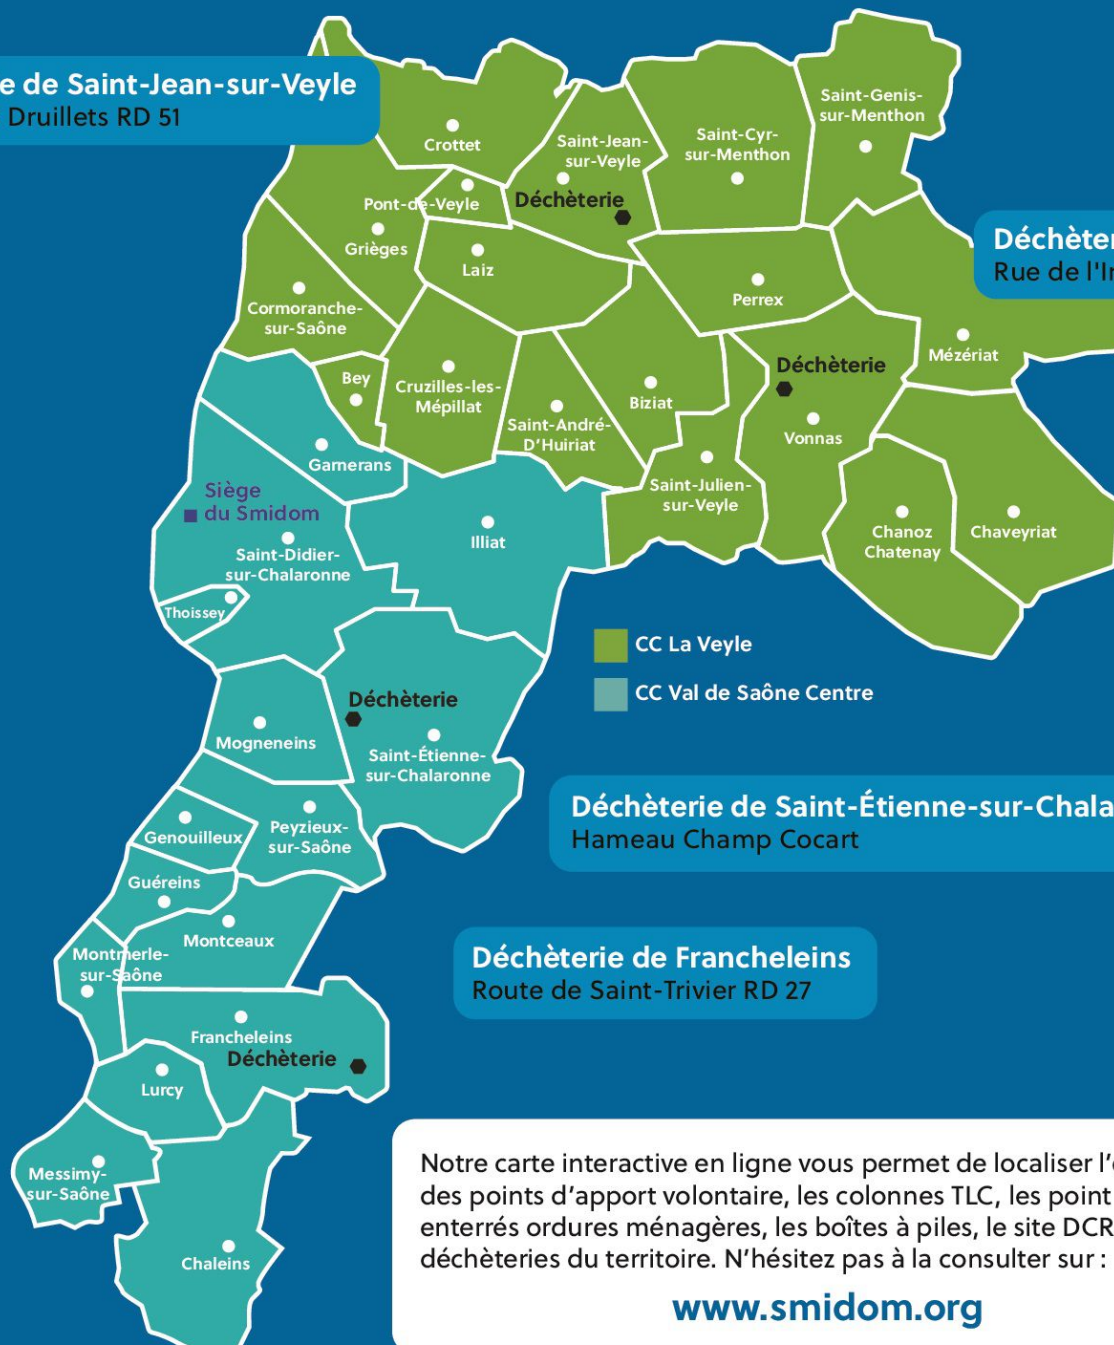 de Saint-Jean-sur-Veyle
Druillets RD 51
Crottet
Saint-Jean-
sur-Veyle
Déchèterie
Saint-Cyr-
sur-Menthon
Saint-Genis-
sur-Menthon
Pont-de-Veyle
Grièges
Laiz
Rue de
Perrex
Cormoranche-
sur-Saône
Mézériat
Bey
Cruzilles-les-
Mépillat
Saint-André-
D'Huiriat
Biziat
Déchèterie
Vonnas
Garnerans
Saint-Julien-
sur-Veyle
Chanoz
Chatenay
Chaveyriat
Siège
du Smidom
Saint-Didier-
sur-Chalaronne
Illiat
Thoissey
CC La Veyle
CC Val de Saône Centre
Déchèterie
Mogneneins
Saint-Étienne-
sur-Chalaronne
Genouilleux
Peyzieux-
sur-Saône
Déchèterie de Saint-Étienne-sur-
Hameau Champ Cocart
Guéreins
Montceaux
Montmerle-
sur-Saône
Déchèterie de Francheleins
Route de Saint-Trivier RD 27
Francheleins
Déchèterie
Lurcy
Messimy-
sur-Saône
Chaleins
Notre carte interactive en ligne vous permet de localiser
des points d'apport volontaire, les colonnes TLC, les point
enterrés ordures ménagères, les boîtes à piles, le site DCR
déchèteries du territoire. N'hésitez pas à la consulter sur :
www.smidom.org